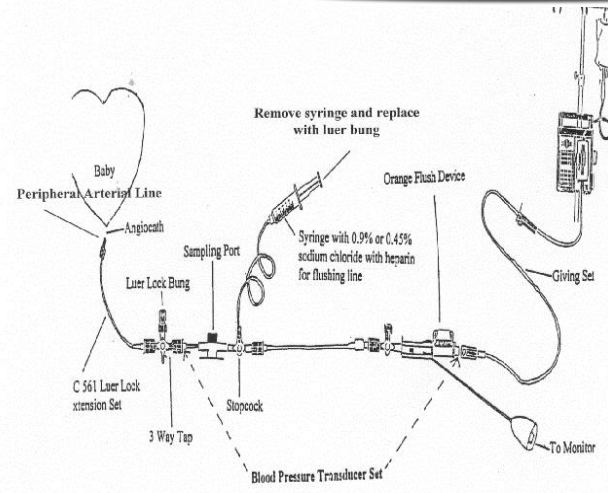 Remove syringe and replace
with luer bung
Baby
Peripheral Arterial Line
Angiocath
Orange Flush Device
Syringe with 0.9% or 0.45%
sodium chloride with heparin
for flushing line
Sampling Port
Luer Lock Bung
Giving Set
C 561 Luer Lock
xtension Set
Stopcock
3 Way Tap
To Monitor
Blood Pressure Transducer Set